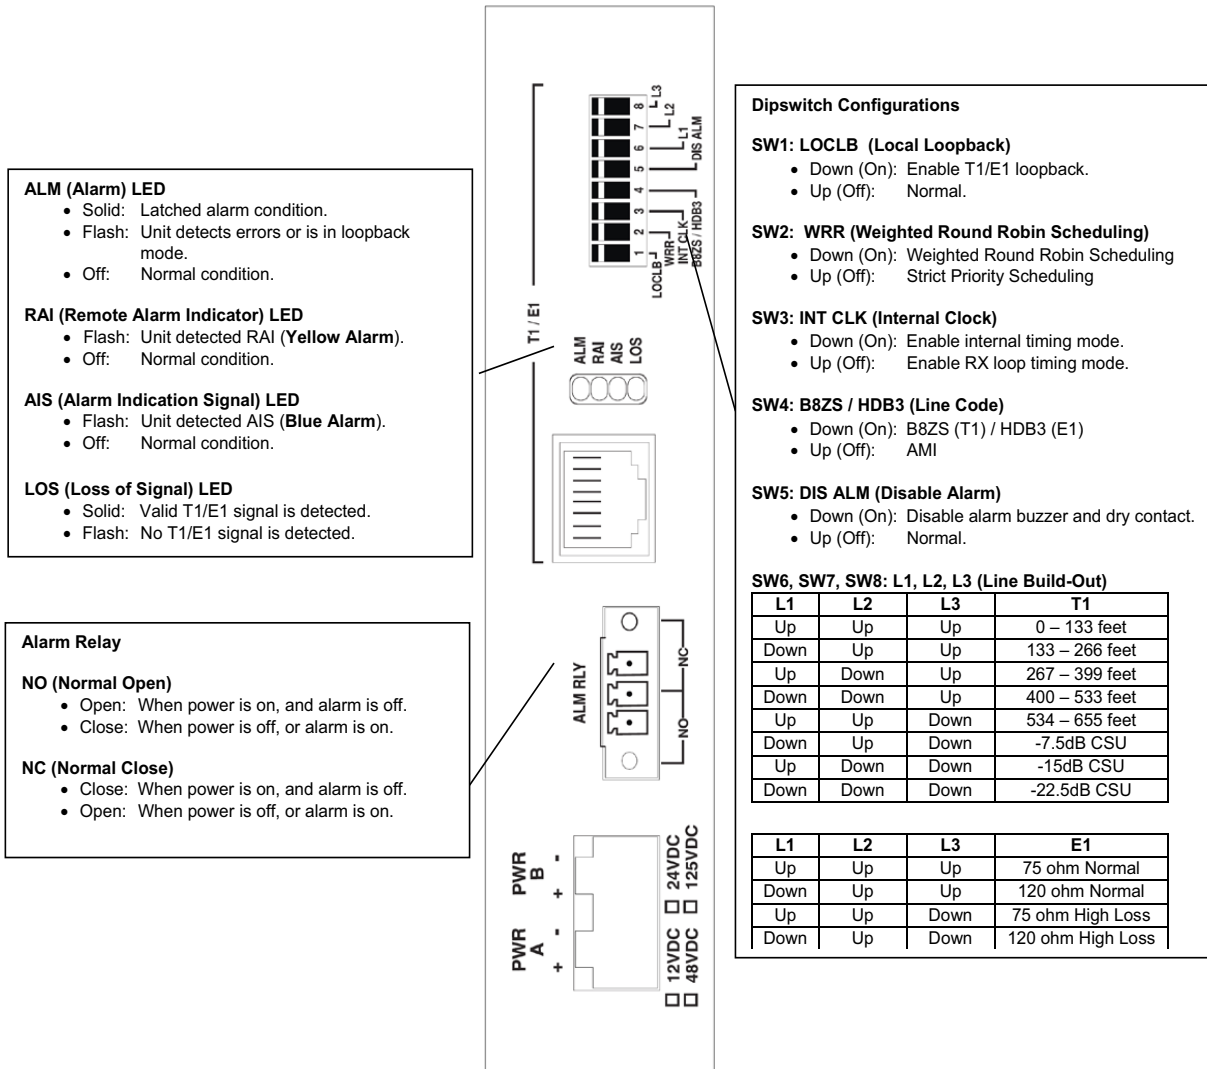 ALM (Alarm) LED
• Solid: Latched alarm condition.
• Flash: Unit detects errors or is in loopback
mode.
• Off: Normal condition.
RAI (Remote Alarm Indicator) LED
• Flash: Unit detected RAI (Yellow Alarm).
• Off: Normal condition.
AIS (Alarm Indication Signal) LED
• Flash: Unit detected AIS (Blue Alarm).
• Off: Normal condition.
LOS (Loss of Signal) LED
• Solid: Valid T1/E1 signal is detected.
• Flash: No T1/E1 signal is detected.
Alarm Relay
NO (Normal Open)
• Open: When power is on, and alarm is off.
• Close: When power is off, or alarm is on.
NC (Normal Close)
• Close: When power is on, and alarm is off.
• Open: When power is off, or alarm is on.
T1 / E1
1 2 3 4 5 6 7 8
LOCLB
WRR
INT CLK
B8ZS / HDB3
DIS ALM
L1
L2
L3
ALM
RAI
AIS
LOS
ALM RLY
NO
NC
PWR A
+ -
PWR B
+ -
12VDC 24VDC
48VDC 125VDC
Dipswitch Configurations
SW1: LOCLB (Local Loopback)
• Down (On): Enable T1/E1 loopback.
• Up (Off): Normal.
SW2: WRR (Weighted Round Robin Scheduling)
• Down (On): Weighted Round Robin Scheduling
• Up (Off): Strict Priority Scheduling
SW3: INT CLK (Internal Clock)
• Down (On): Enable internal timing mode.
• Up (Off): Enable RX loop timing mode.
SW4: B8ZS / HDB3 (Line Code)
• Down (On): B8ZS (T1) / HDB3 (E1)
• Up (Off): AMI
SW5: DIS ALM (Disable Alarm)
• Down (On): Disable alarm buzzer and dry contact.
• Up (Off): Normal.
SW6, SW7, SW8: L1, L2, L3 (Line Build-Out)
L1 L2 L3 T1
Up Up Up 0 – 133 feet
Down Up Up 133 – 266 feet
Up Down Up 267 – 399 feet
Down Down Up 400 – 533 feet
Up Up Down 534 – 655 feet
Down Up Down -7.5dB CSU
Up Down Down -15dB CSU
Down Down Down -22.5dB CSU
L1 L2 L3 E1
Up Up Up 75 ohm Normal
Down Up Up 120 ohm Normal
Up Up Down 75 ohm High Loss
Down Up Down 120 ohm High Loss